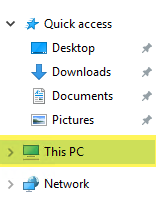 Quick access
Desktop
Downloads
Documents
Pictures
This PC
Network